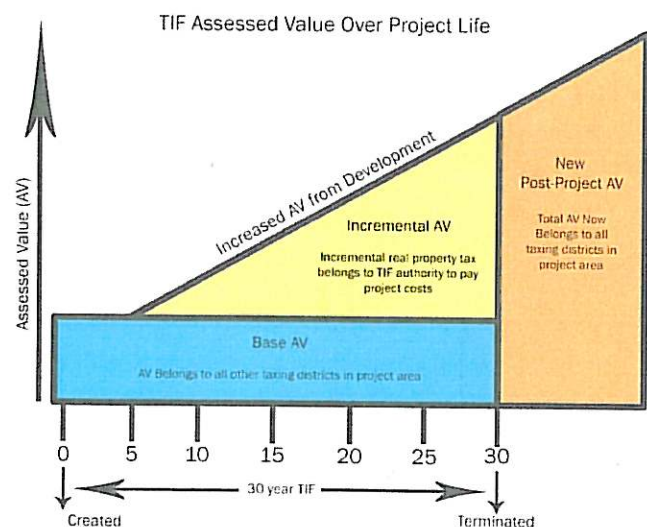 TIF Assessed Value Over Project Life
Assessed Value (AV)
Increased AV from Development
Incremental AV
Incremental real property tax
belongs to TIF authority to pay
project costs
New
Post-Project AV
Total AV Now
Belongs to all
taxing districts in
project area
Base AV
AV Belongs to all other taxing districts in project area
0 5 10 15 20 25 30
30 year TIF
Created
Terminated